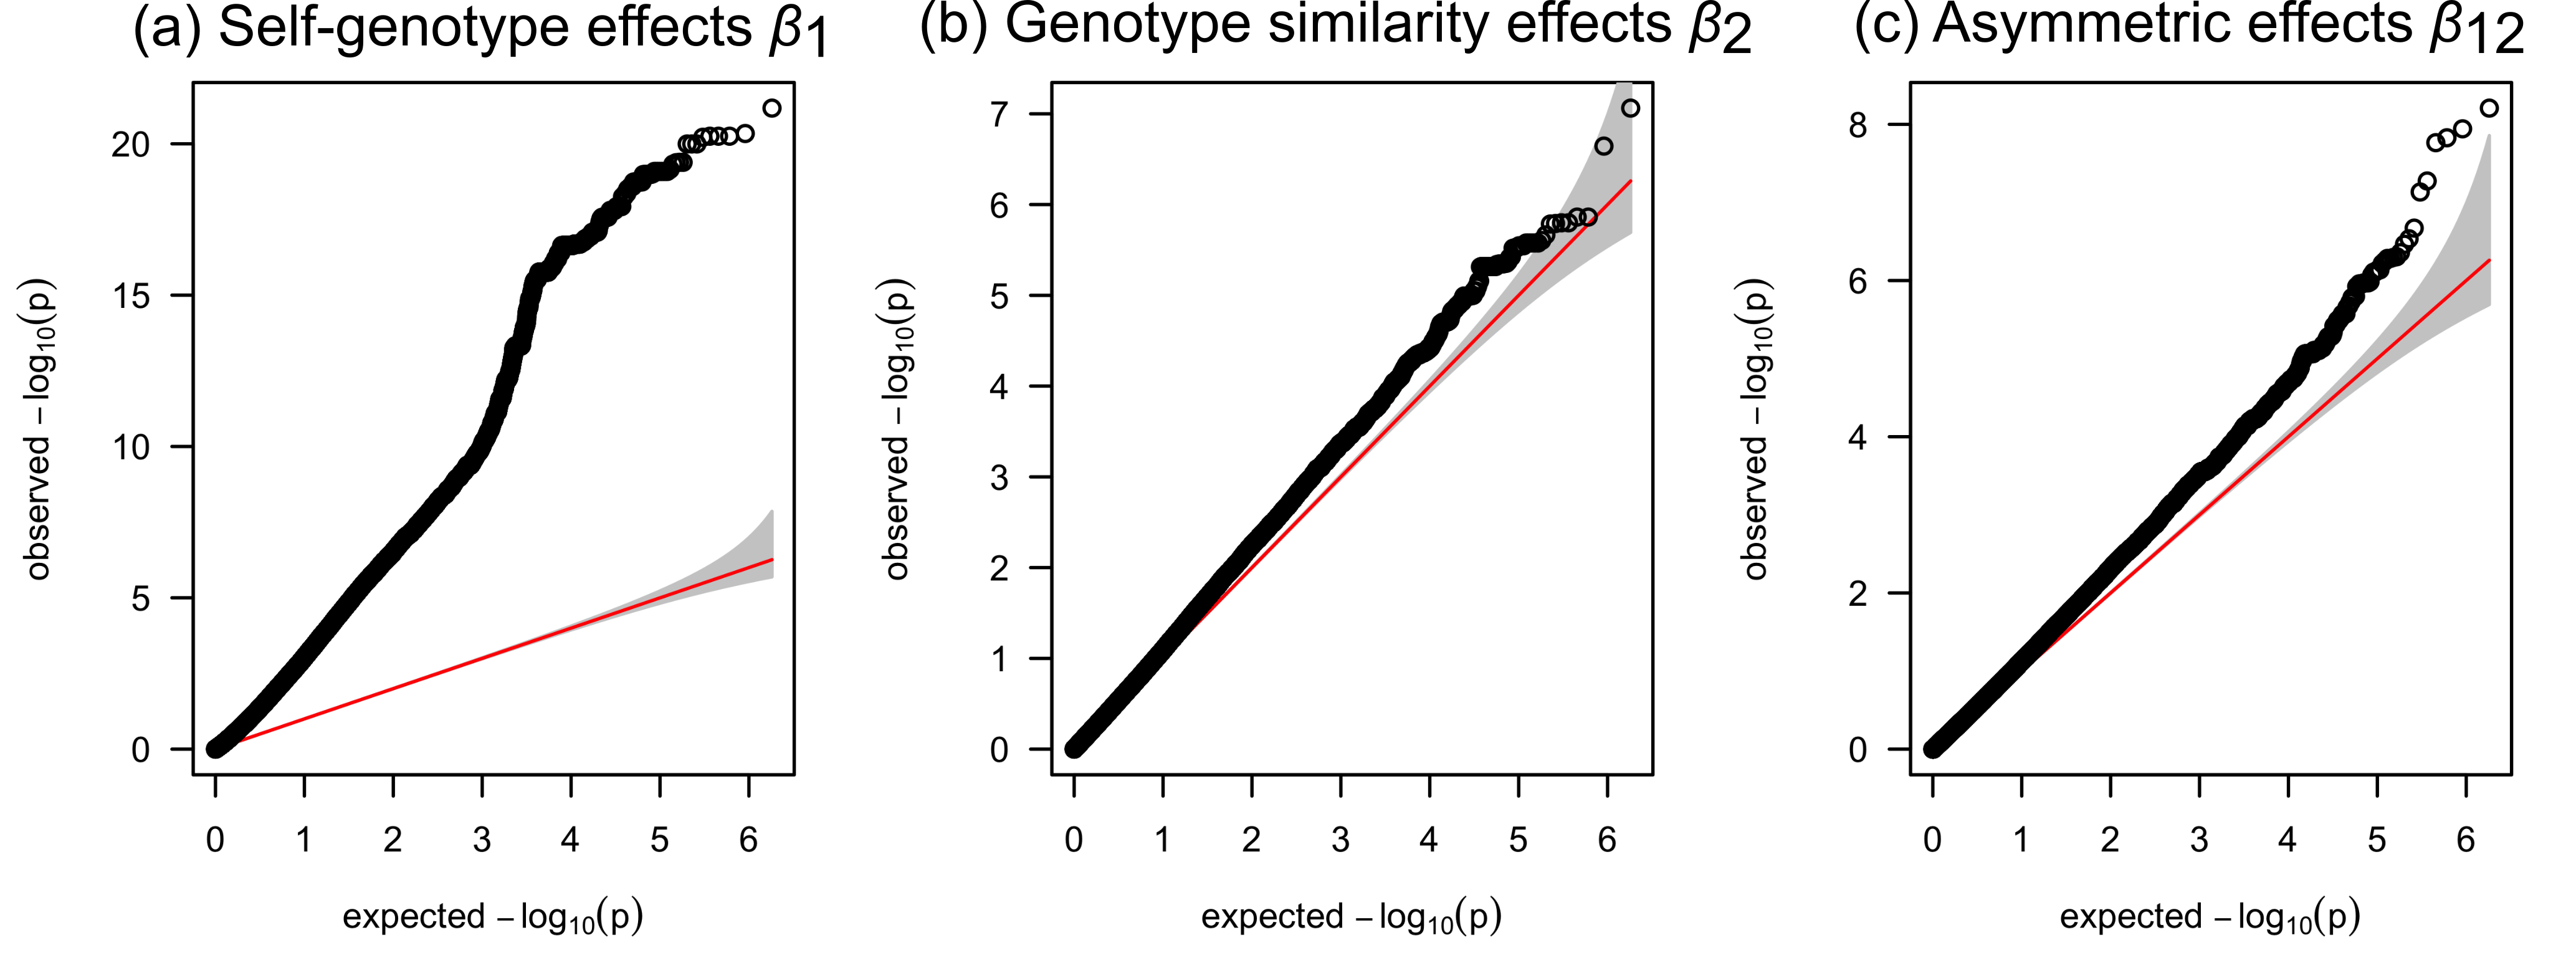 (a) Self-genotype effects β1
(b) Genotype similarity effects β2
(c) Asymmetric effects β12
observed −log10(p)
20
15
10
5
0
0 1 2 3 4 5 6
expected −log10(p)
observed −log10(p)
7
6
5
4
3
2
1
0
0 1 2 3 4 5 6
expected −log10(p)
observed −log10(p)
8
6
4
2
0
0 1 2 3 4 5 6
expected −log10(p)